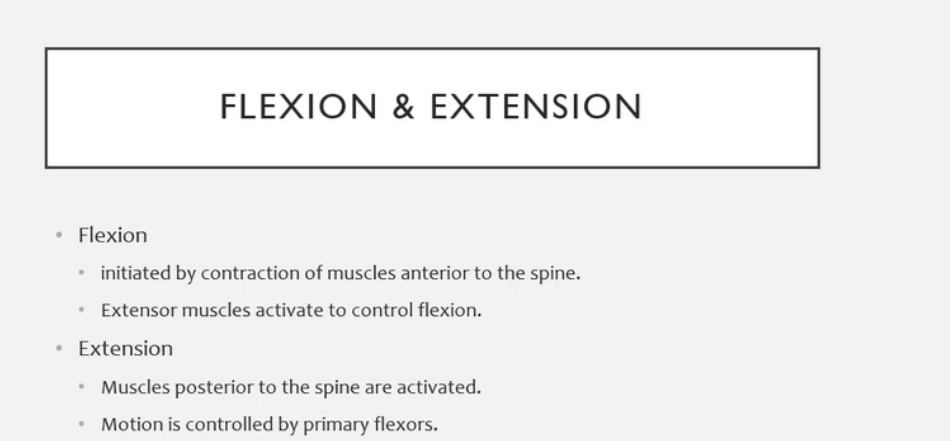 FLEXION & EXTENSION
• Flexion
• initiated by contraction of muscles anterior to the spine.
• Extensor muscles activate to control flexion.
• Extension
• Muscles posterior to the spine are activated.
• Motion is controlled by primary flexors.